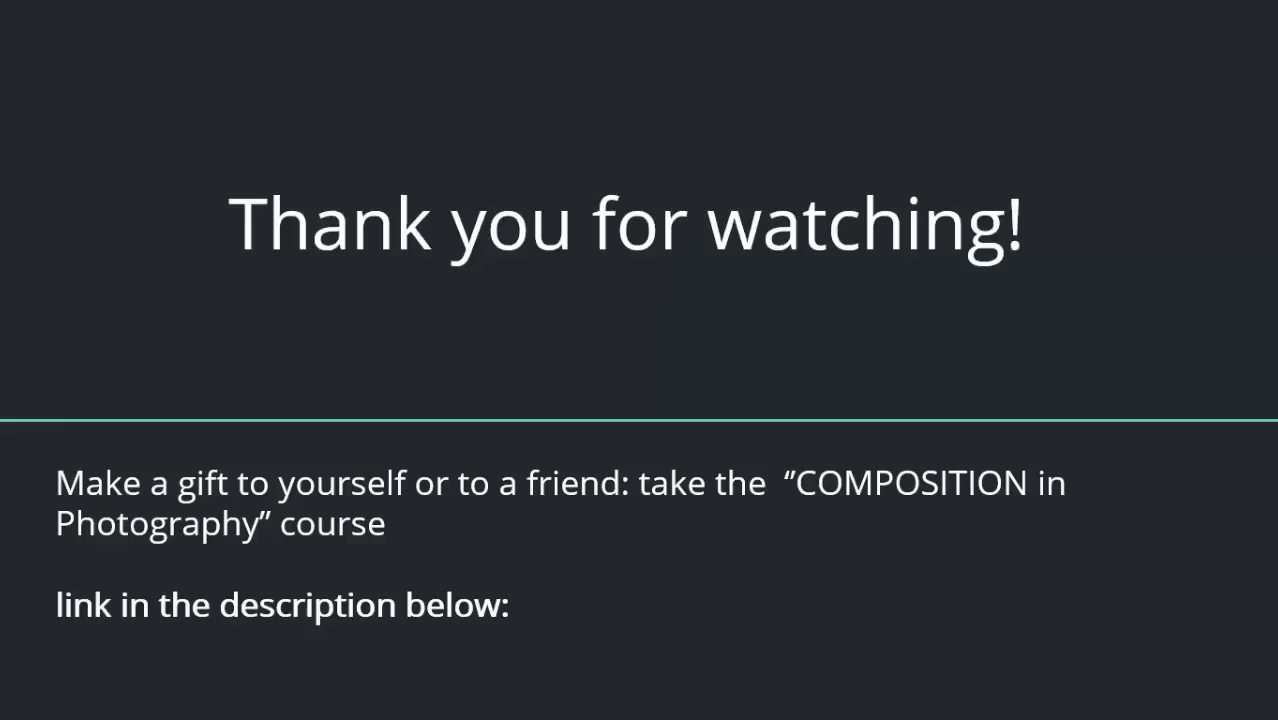 Thank you for watching!
Make a gift to yourself or to a friend: take the  “COMPOSITION in
Photography” course
link in the description below: